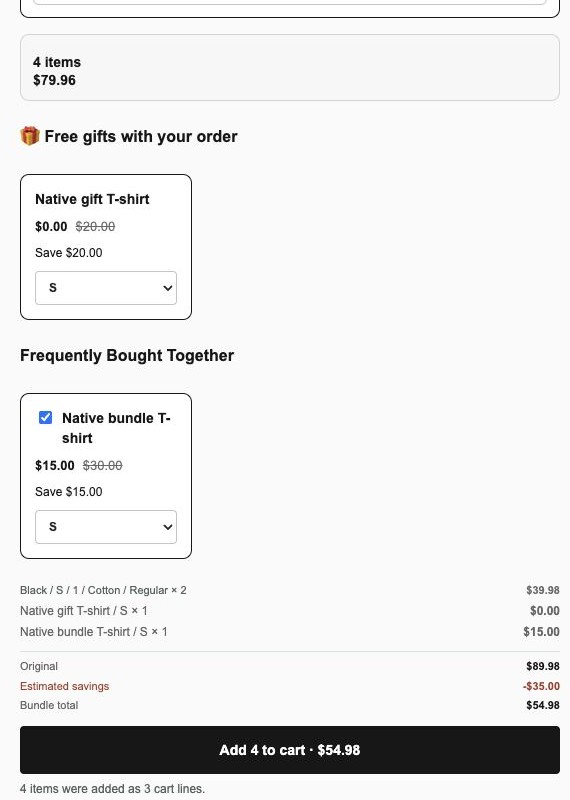 4 items
$79.96
🎁 Free gifts with your order
Native gift T-shirt
$0.00 $20.00
Save $20.00
S
Frequently Bought Together
Native bundle T-
shirt
$15.00 $30.00
Save $15.00
S
Black / S / 1 / Cotton / Regular × 2 $39.98
Native gift T-shirt / S × 1 $0.00
Native bundle T-shirt / S × 1 $15.00
Original $89.98
Estimated savings -$35.00
Bundle total $54.98
Add 4 to cart · $54.98
4 items were added as 3 cart lines.